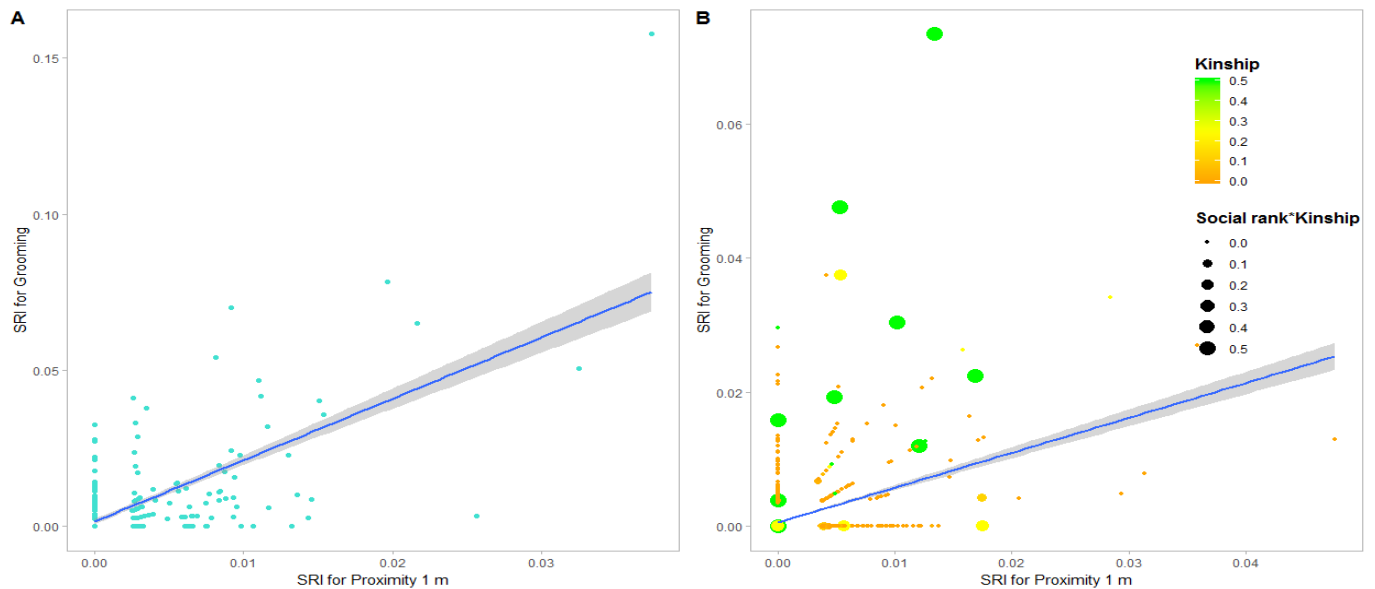 A
SRI for Grooming
0.15
0.10
0.05
0.00
0.00 0.01 0.02 0.03
SRI for Proximity 1 m
B
SRI for Grooming
0.06
0.04
0.02
0.00
0.00 0.01 0.02 0.03 0.04
SRI for Proximity 1 m
Kinship
0.5
0.4
0.3
0.2
0.1
0.0
Social rank*Kinship
0.0
0.1
0.2
0.3
0.4
0.5